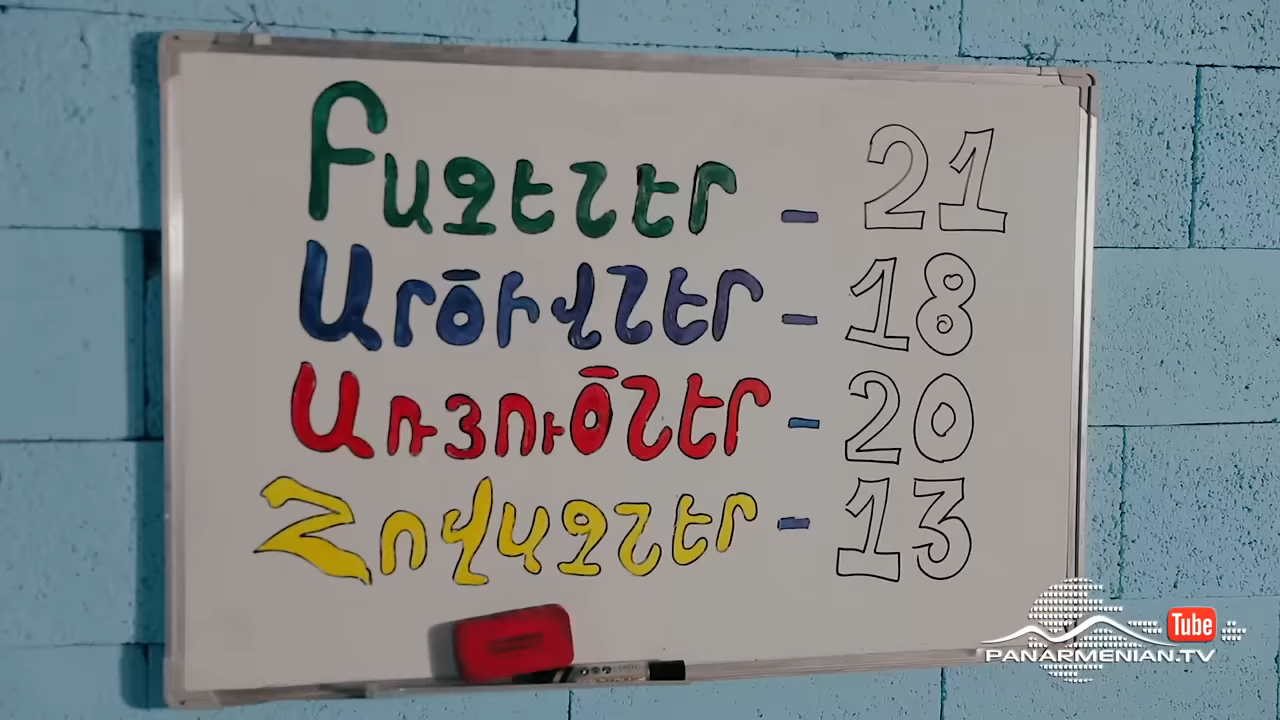 Բազեներ - 21
Արծիվներ - 18
Առյուծներ - 20
Հովազներ - 13
Tube
PANARMENIAN.TV